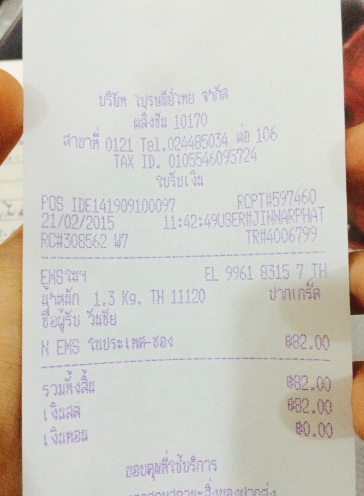 บริษัท ไปรษณีย์ไทย จำกัด
ตลิ่งชัน 10170
สาขาที่ 0121 Tel.024485034 ต่อ 106
TAX ID. 0105546095724
ใบรับเงิน
POS IDE141909100097 RCPT#597460
21/02/2015 11:42:49USER#JINNARPHAT
RC#308562 W7 TR#4006799
EMSในฯ EL 9961 8315 7 TH
น้ำหนัก 1.3 Kg. TH 11120 ปากเกร็ด
ชื่อผู้รับ วันชัย
N EMS ในประเทศ-ซอง ฿82.00
รวมทั้งสิ้น ฿82.00
เงินสด ฿82.00
เงินทอน ฿0.00
ขอบคุณที่ใช้บริการ